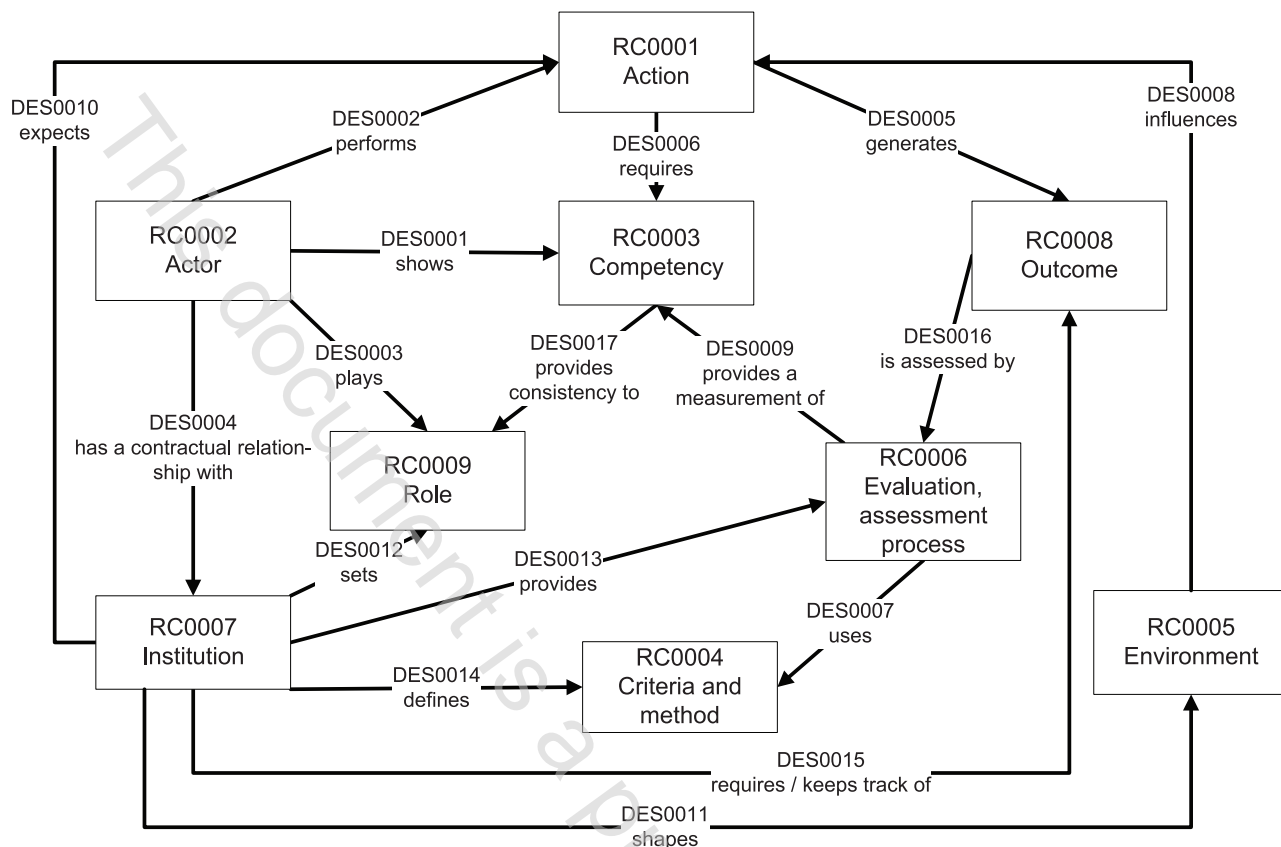 RC0001
Action
DES0010
expects
DES0002
performs
DES0006
requires
DES0005
generates
DES0008
influences
RC0002
Actor
DES0001
shows
RC0003
Competency
RC0008
Outcome
DES0003
plays
DES0017
provides
consistency to
DES0009
provides a
measurement of
DES0016
is assessed by
DES0004
has a contractual relation-
ship with
RC0009
Role
RC0006
Evaluation,
assessment
process
DES0012
sets
DES0013
provides
DES0007
uses
RC0007
Institution
RC0005
Environment
DES0014
defines
RC0004
Criteria and
method
DES0015
requires / keeps track of
DES0011
shapes
This document is a